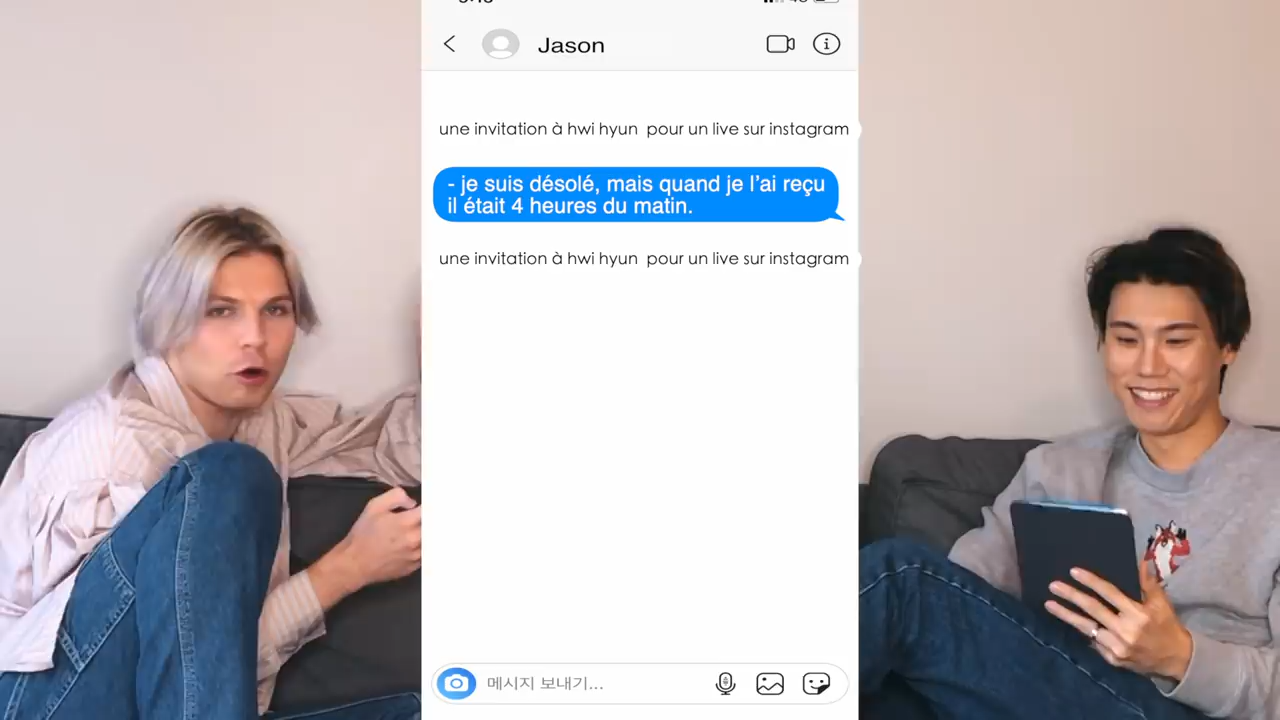 Jason
une invitation à hwi hyun pour un live sur instagram
- je suis désolé, mais quand je l'ai reçu
il était 4 heures du matin.
une invitation à hwi hyun pour un live sur instagram
메시지 보내기...